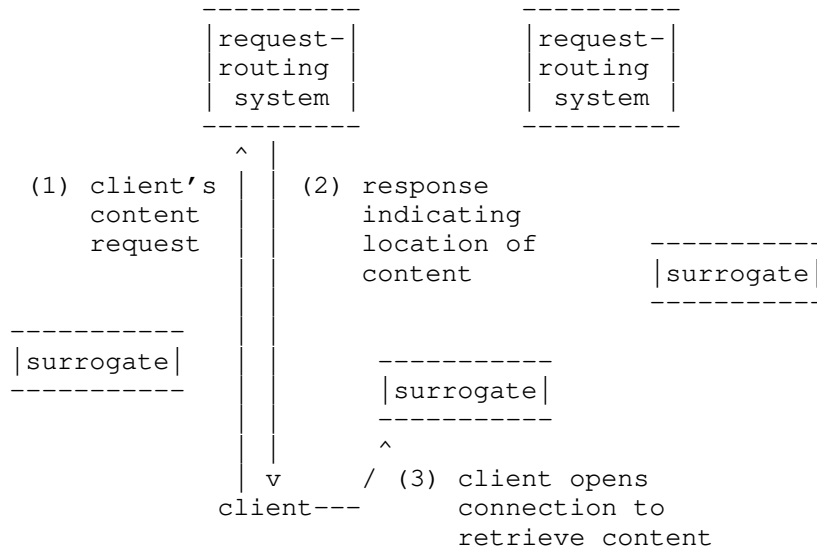 request- request-
routing routing
system system
(1) client's (2) response
content indicating
request location of
content
surrogate
surrogate
surrogate
(3) client opens
client connection to
retrieve content